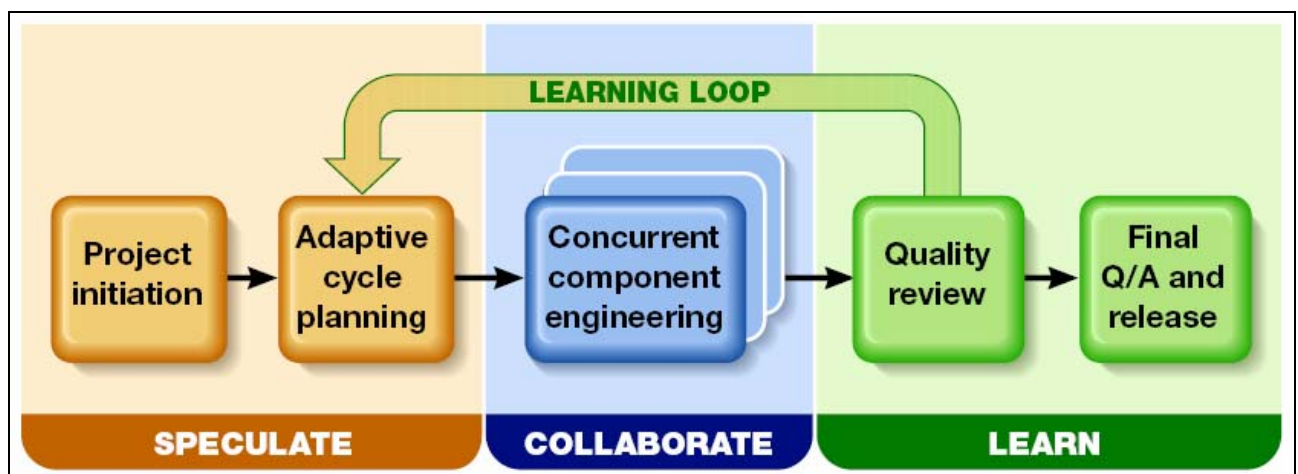 LEARNING LOOP
Project
initiation
Adaptive
cycle
planning
Concurrent
component
engineering
Quality
review
Final
Q/A and
release
SPECULATE
COLLABORATE
LEARN